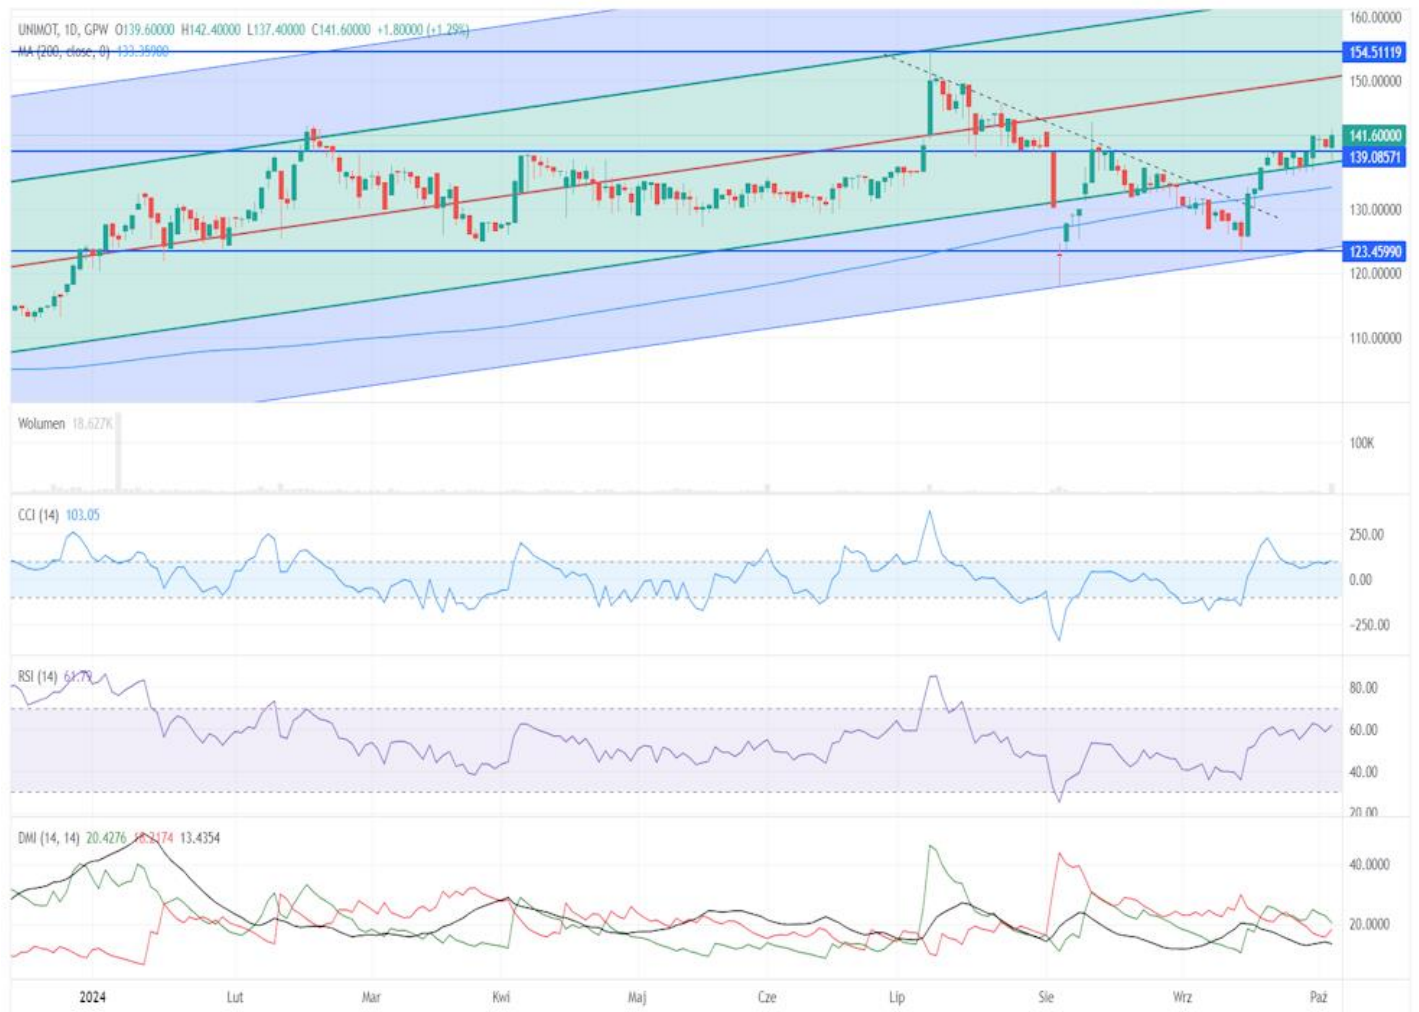 UNIMOT, 1D, GPW O139.60000 H142.40000 L137.40000 C141.60000 +1.80000 (+1.29%)
MA (200, close, 0) 133.35900
160.00000
154.51119
150.00000
141.60000
139.08571
130.00000
123.45990
120.00000
110.00000
Wolumen 18.627K
100K
CCI (14) 103.05
250.00
0.00
−250.00
RSI (14) 61.79
80.00
60.00
40.00
20.00
DMI (14, 14) 20.4276 18.2174 13.4354
40.0000
20.0000
2024 Lut Mar Kwi Maj Cze Lip Sie Wrz Paź